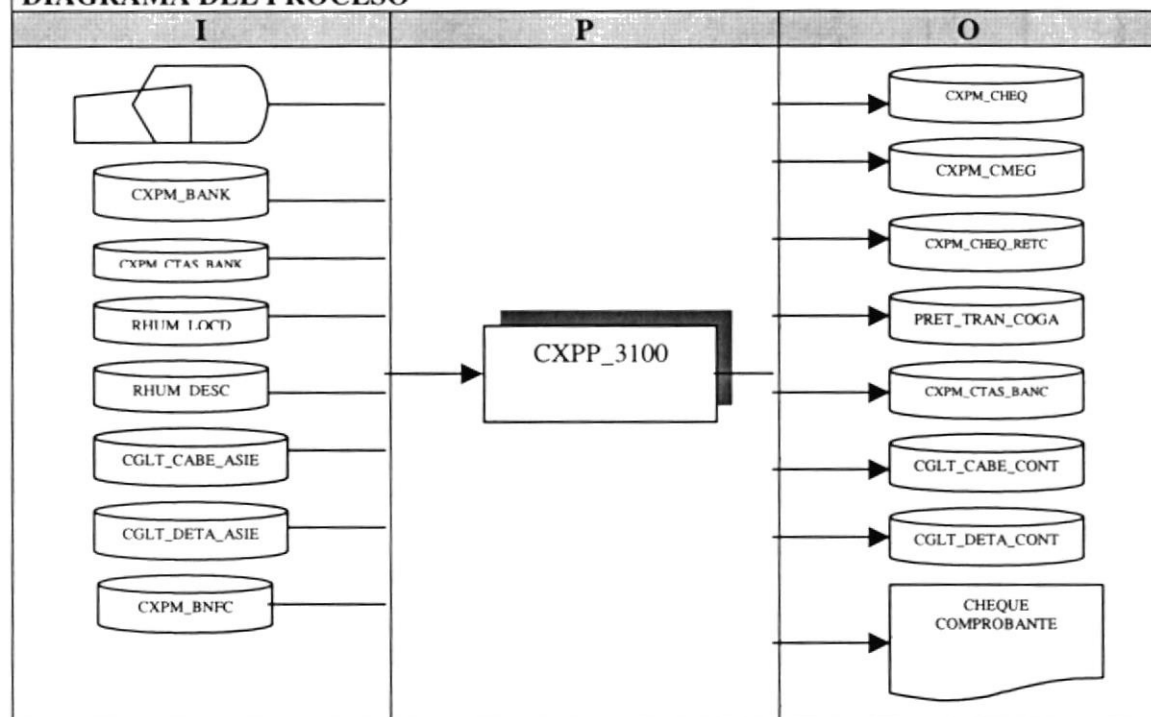 DIAGRAMA DEL PROCESO
I P O
CXPM_BANK
CXPM_CTAS_BANK
RHUM_LOCD
RHUM_DESC
CGLT_CABE_ASIE
CGLT_DETA_ASIE
CXPM_BNFC
CXPP_3100
CXPM_CHEQ
CXPM_CMEG
CXPM_CHEQ_RETC
PRET_TRAN_COGA
CXPM_CTAS_BANC
CGLT_CABE_CONT
CGLT_DETA_CONT
CHEQUE
COMPROBANTE